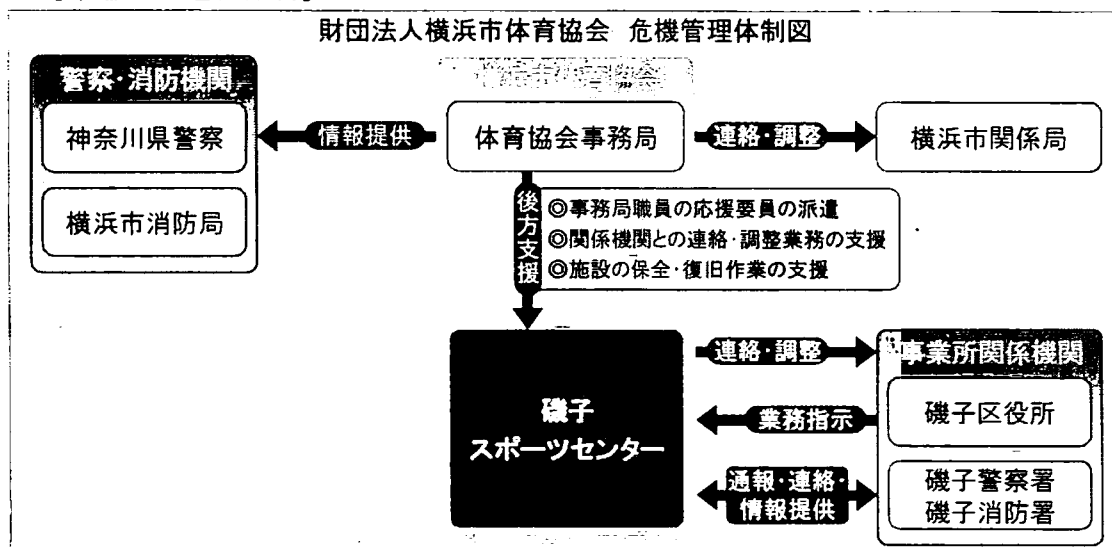 財団法人横浜市体育協会 危機管理体制図
警察・消防機関
神奈川県警察
横浜市消防局
情報提供
横浜市体育協会
体育協会事務局
連絡・調整
横浜市関係局
後方支援
◎事務局職員の応援要員の派遣
◎関係機関との連絡・調整業務の支援
◎施設の保全・復旧作業の支援
磯子
スポーツセンター
連絡・調整
業務指示
通報・連絡・
情報提供
事業所関係機関
磯子区役所
磯子警察署
磯子消防署